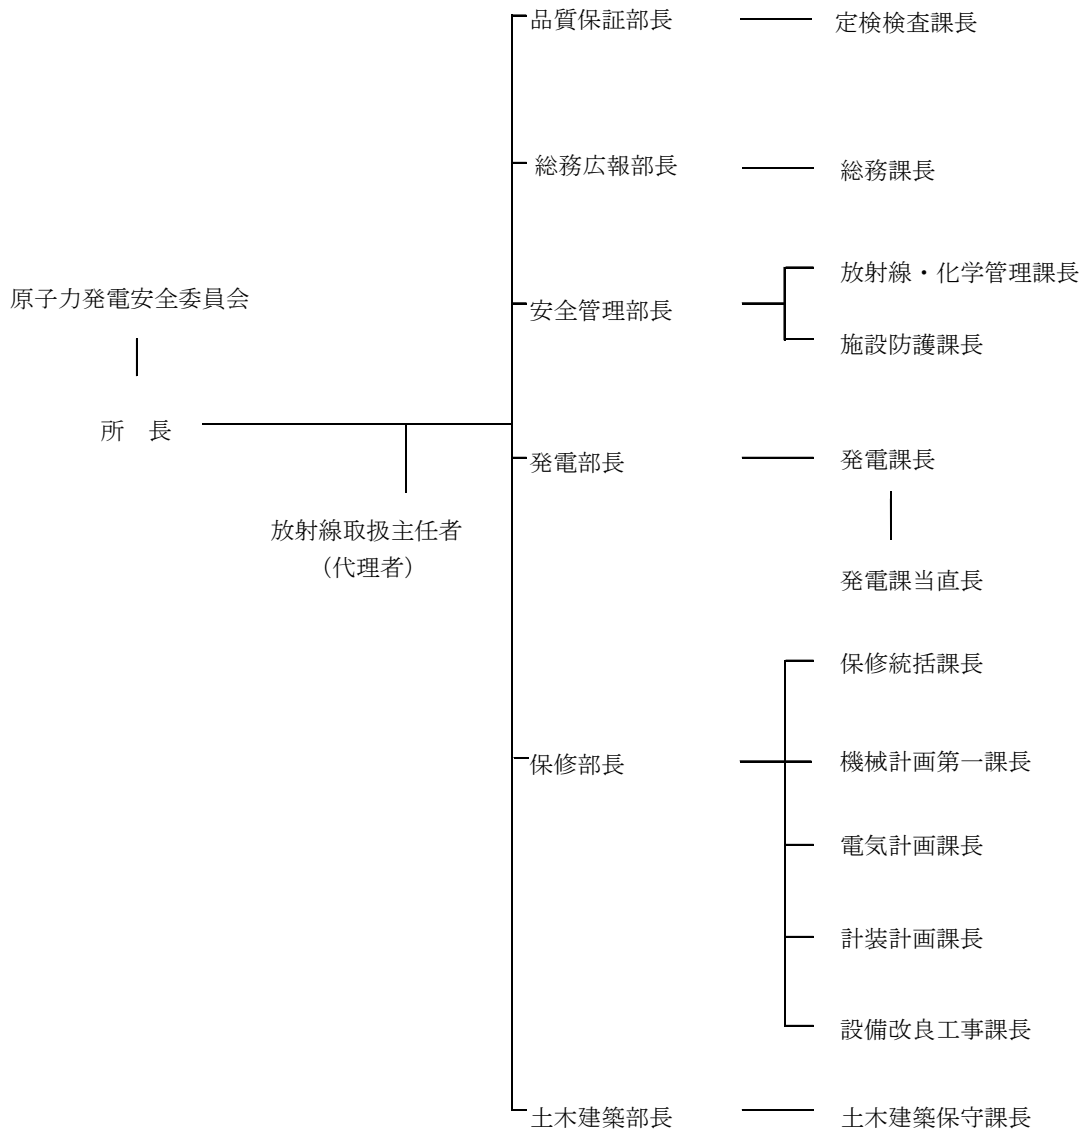 品質保証部長
定検検査課長
総務広報部長
総務課長
放射線・化学管理課長
原子力発電安全委員会
安全管理部長
施設防護課長
所　長
発電部長
発電課長
放射線取扱主任者
（代理者）
発電課当直長
保修統括課長
保修部長
機械計画第一課長
電気計画課長
計装計画課長
設備改良工事課長
土木建築部長
土木建築保守課長